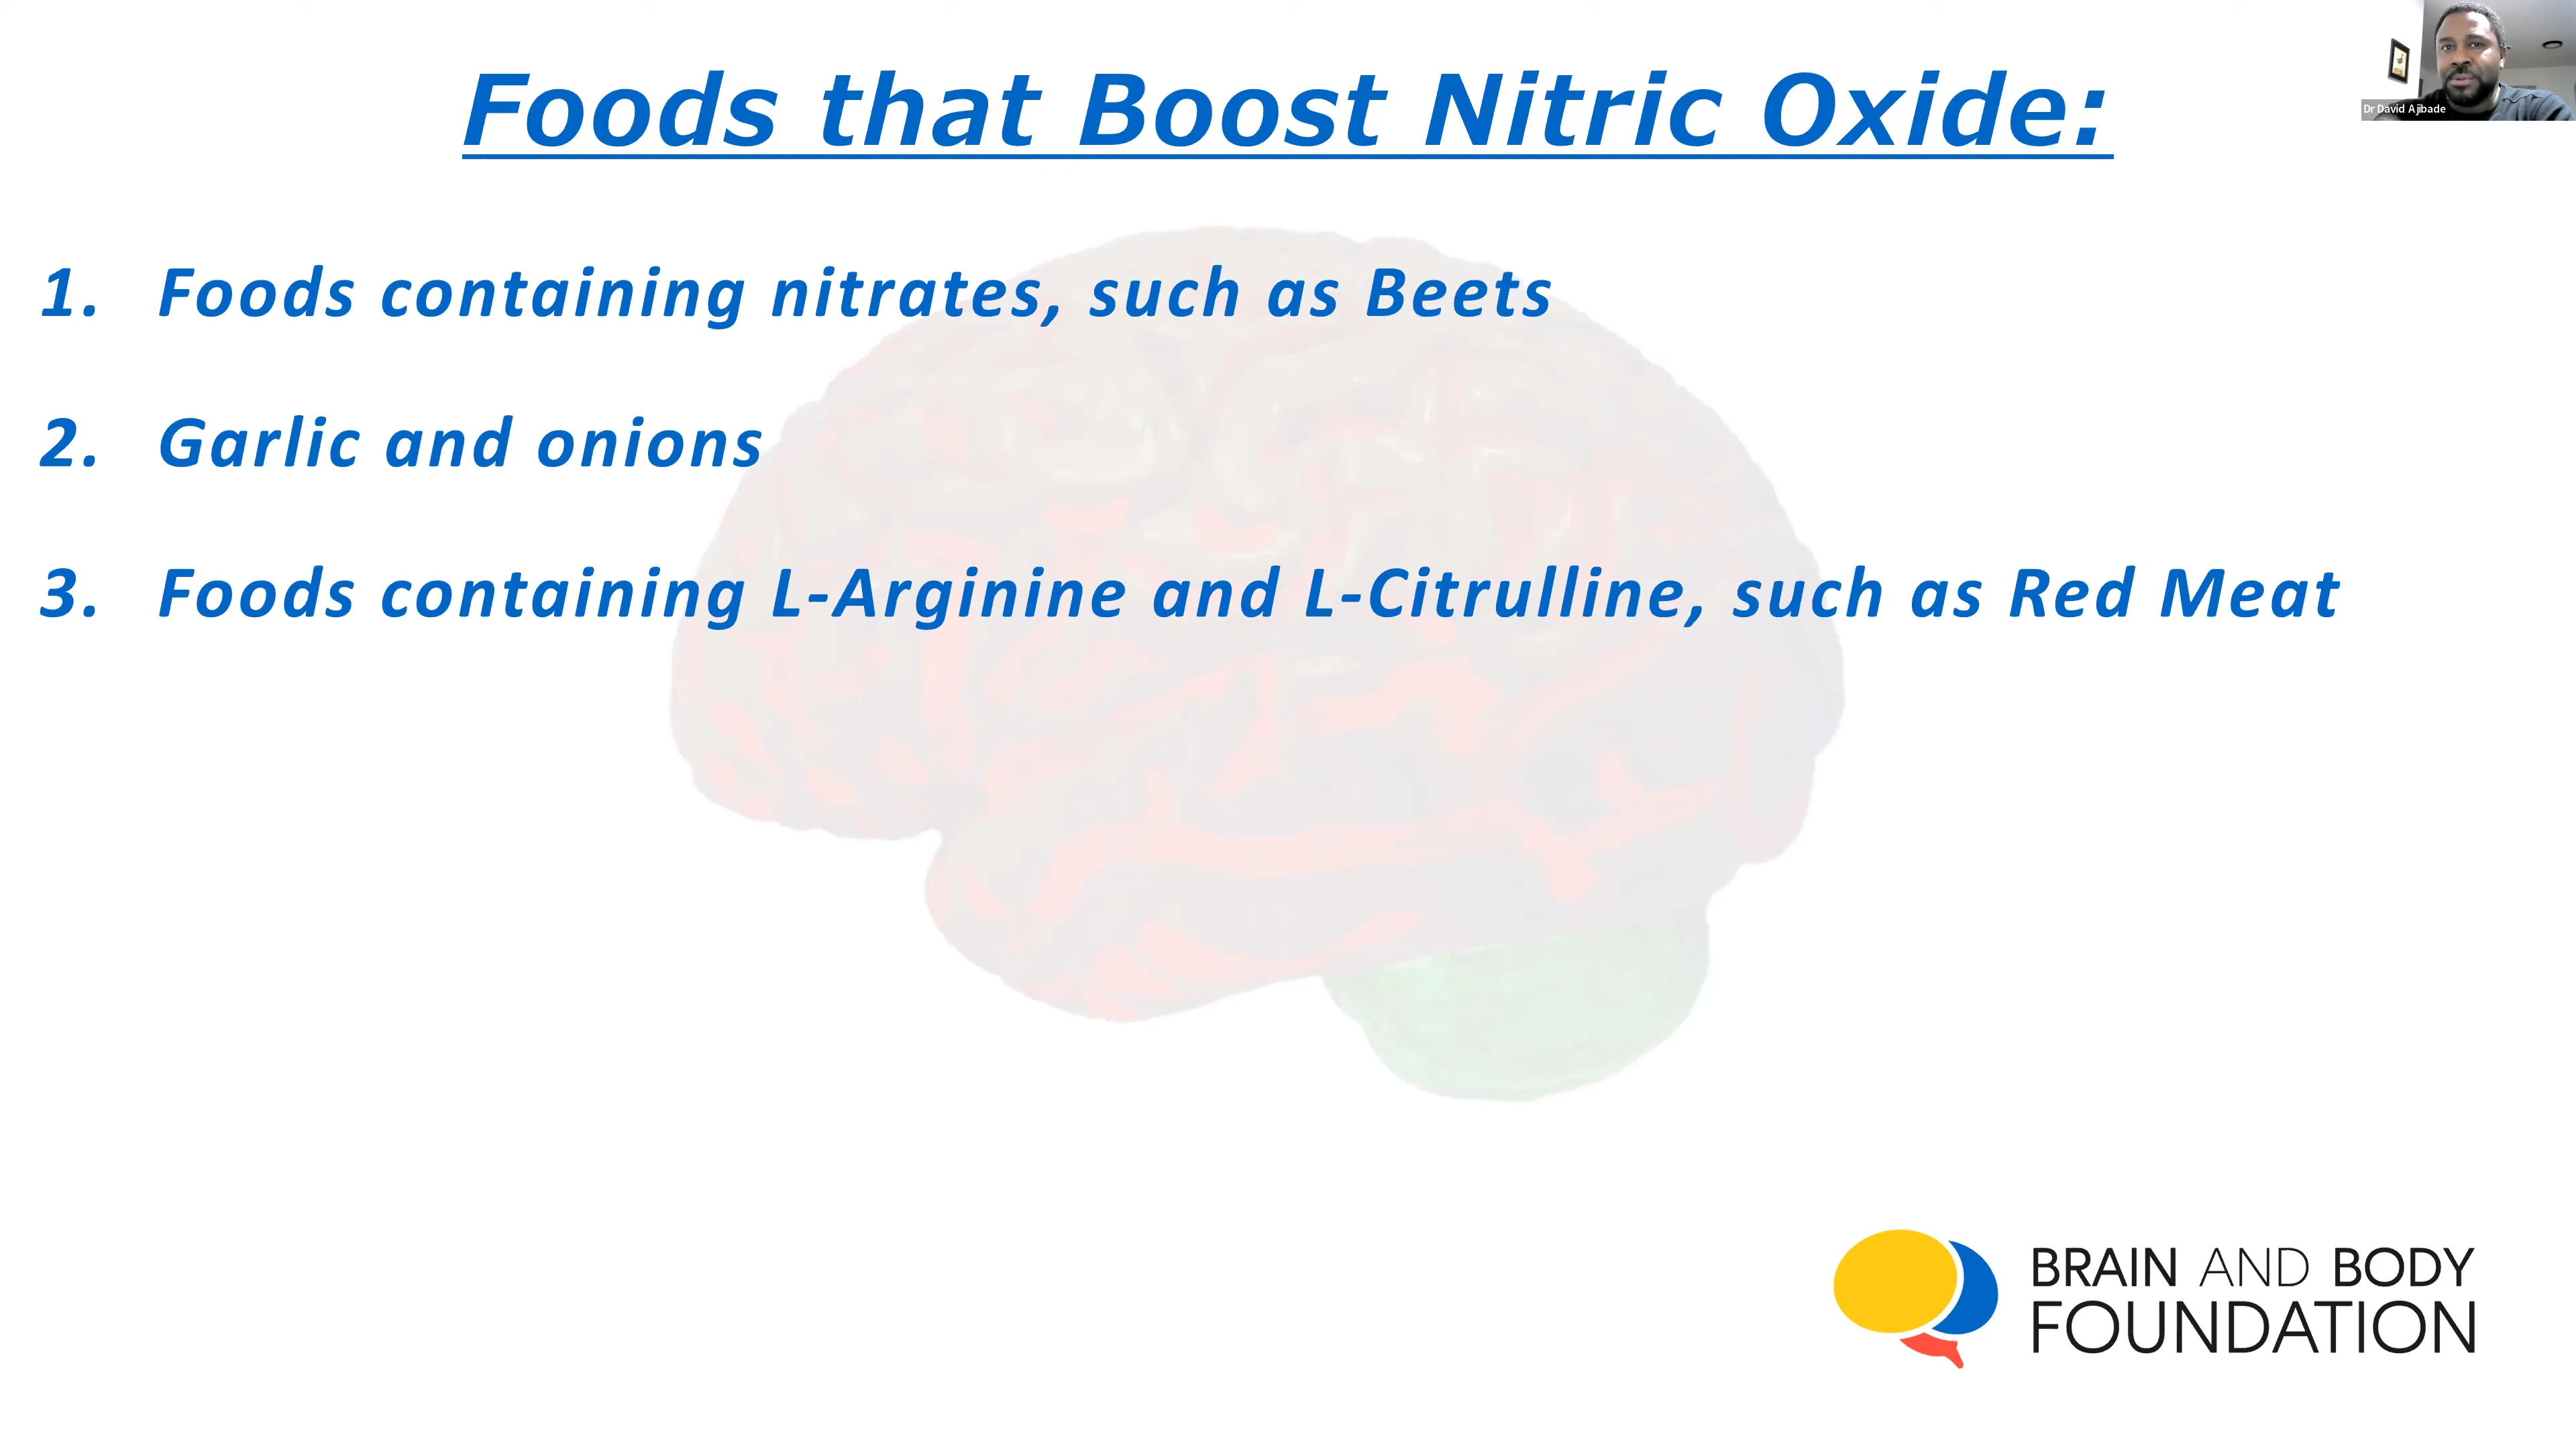 Foods that Boost Nitric Oxide:
Dr David Ajibade
1. Foods containing nitrates, such as Beets
2. Garlic and onions
3. Foods containing L-Arginine and L-Citrulline, such as Red Meat
BRAIN AND BODY
FOUNDATION